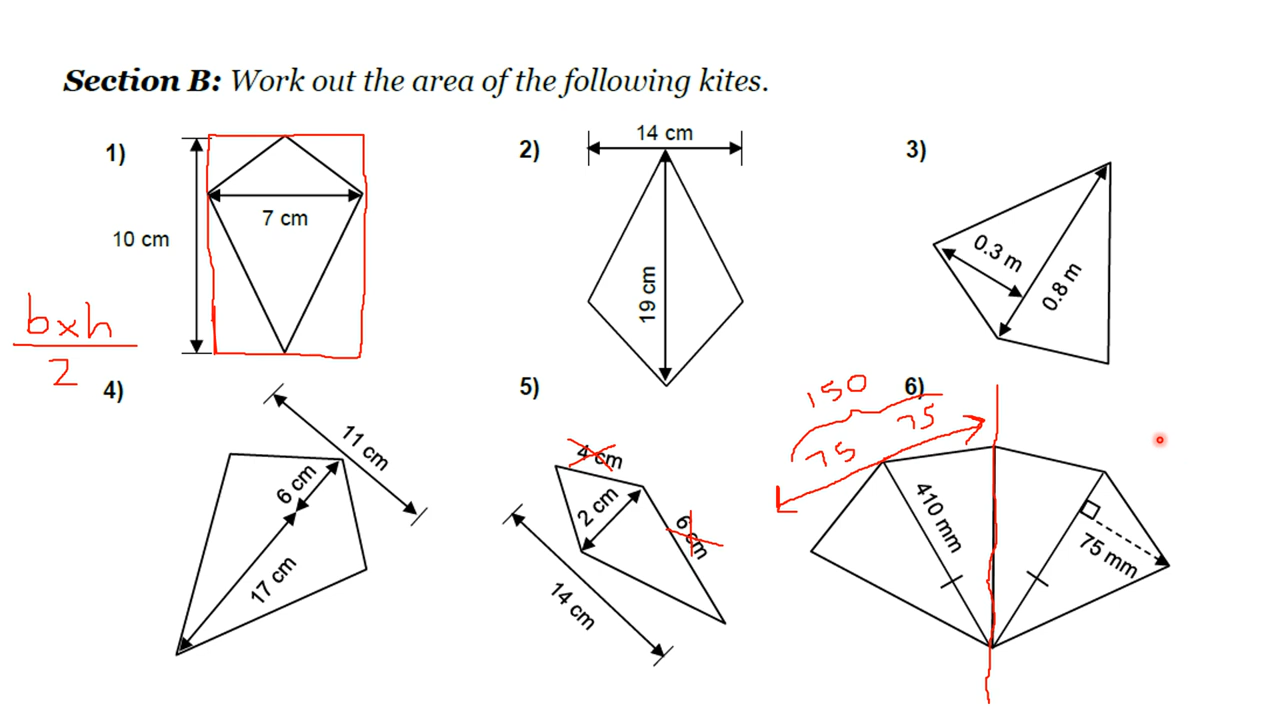 Section B: Work out the area of the following kites.
1)
10 cm
7 cm
b×h
2
2)
14 cm
19 cm
3)
0.3 m
0.8 m
4)
11 cm
6 cm
17 cm
5)
4 cm
2 cm
6 cm
14 cm
6)
150
75
75
410 mm
75 mm